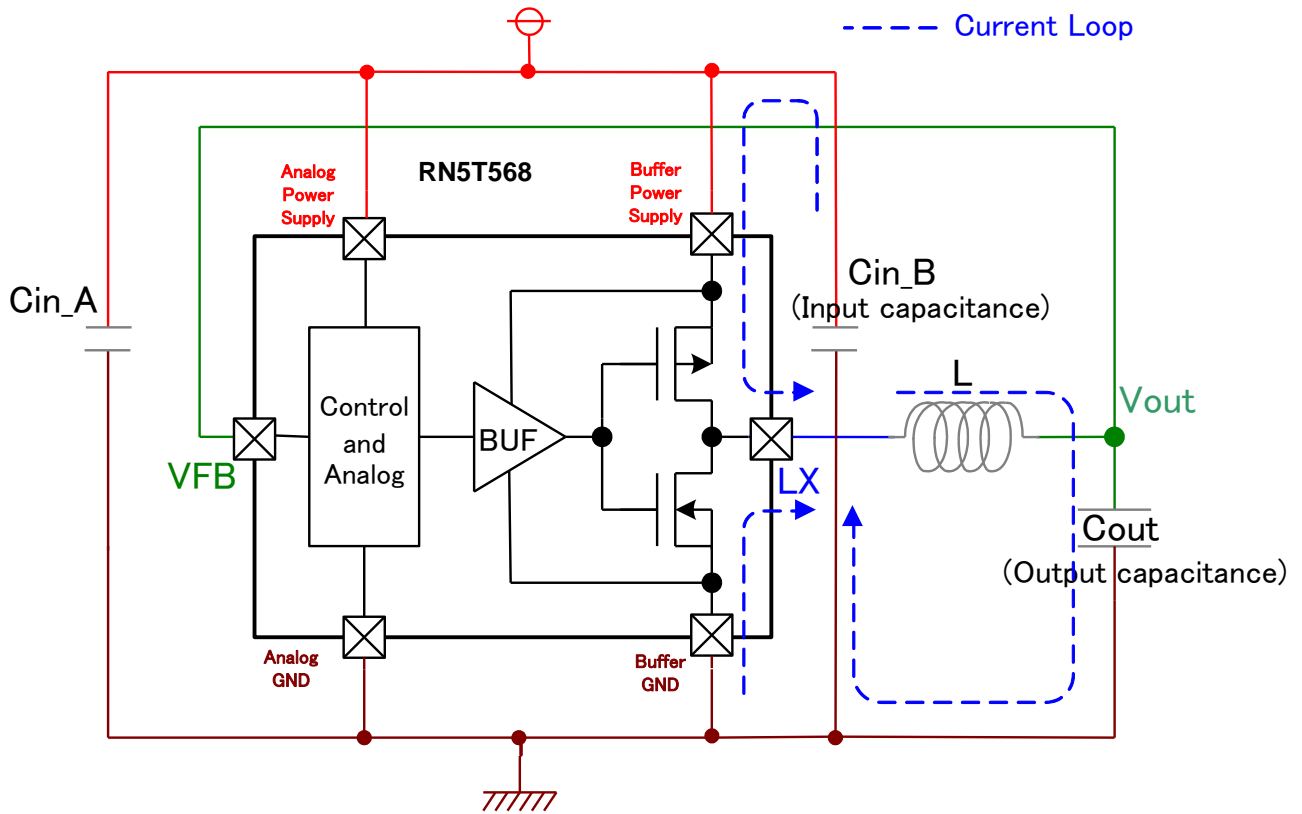 Current Loop
RN5T568
Analog
Power
Supply
Buffer
Power
Supply
Cin_A
Cin_B
(Input capacitance)
Control
and
Analog
BUF
L
Vout
VFB
LX
Cout
(Output capacitance)
Analog
GND
Buffer
GND